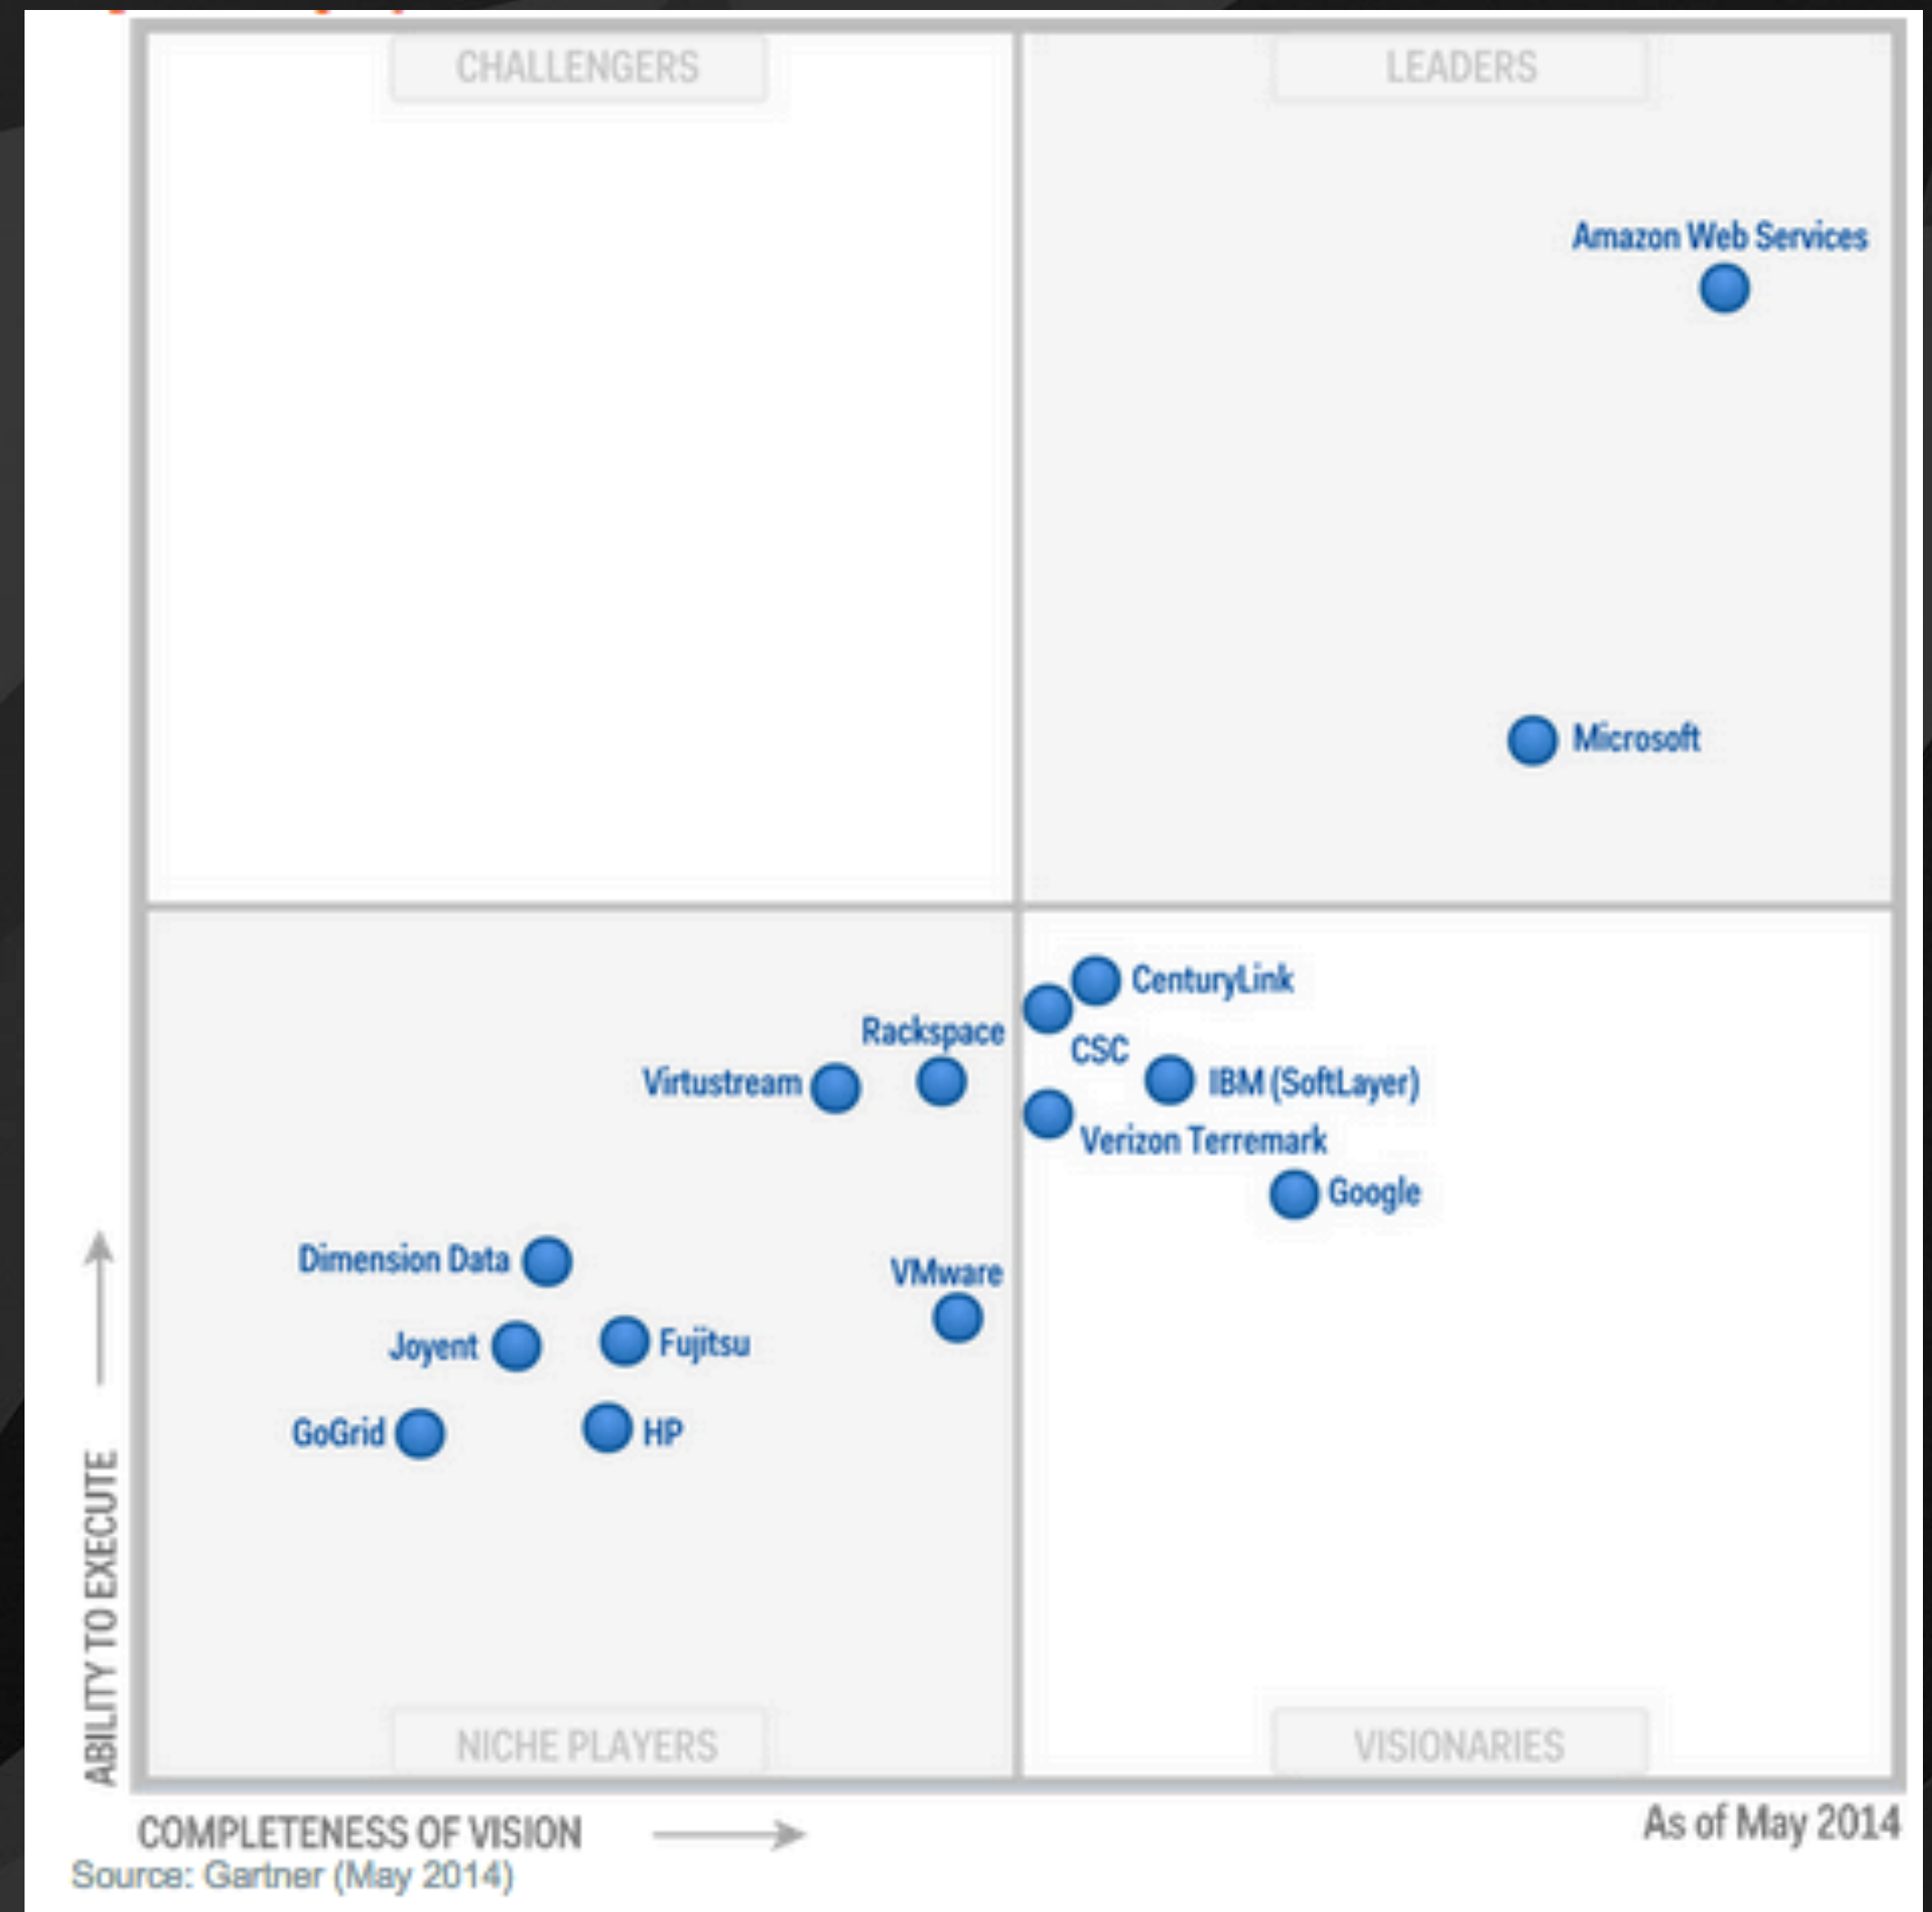 CHALLENGERS
LEADERS
Amazon Web Services
Microsoft
CenturyLink
Rackspace
CSC
Virtustream
IBM (SoftLayer)
Verizon Terremark
Google
Dimension Data
VMware
Joyent
Fujitsu
GoGrid
HP
ABILITY TO EXECUTE
NICHE PLAYERS
VISIONARIES
COMPLETENESS OF VISION
As of May 2014
Source: Gartner (May 2014)